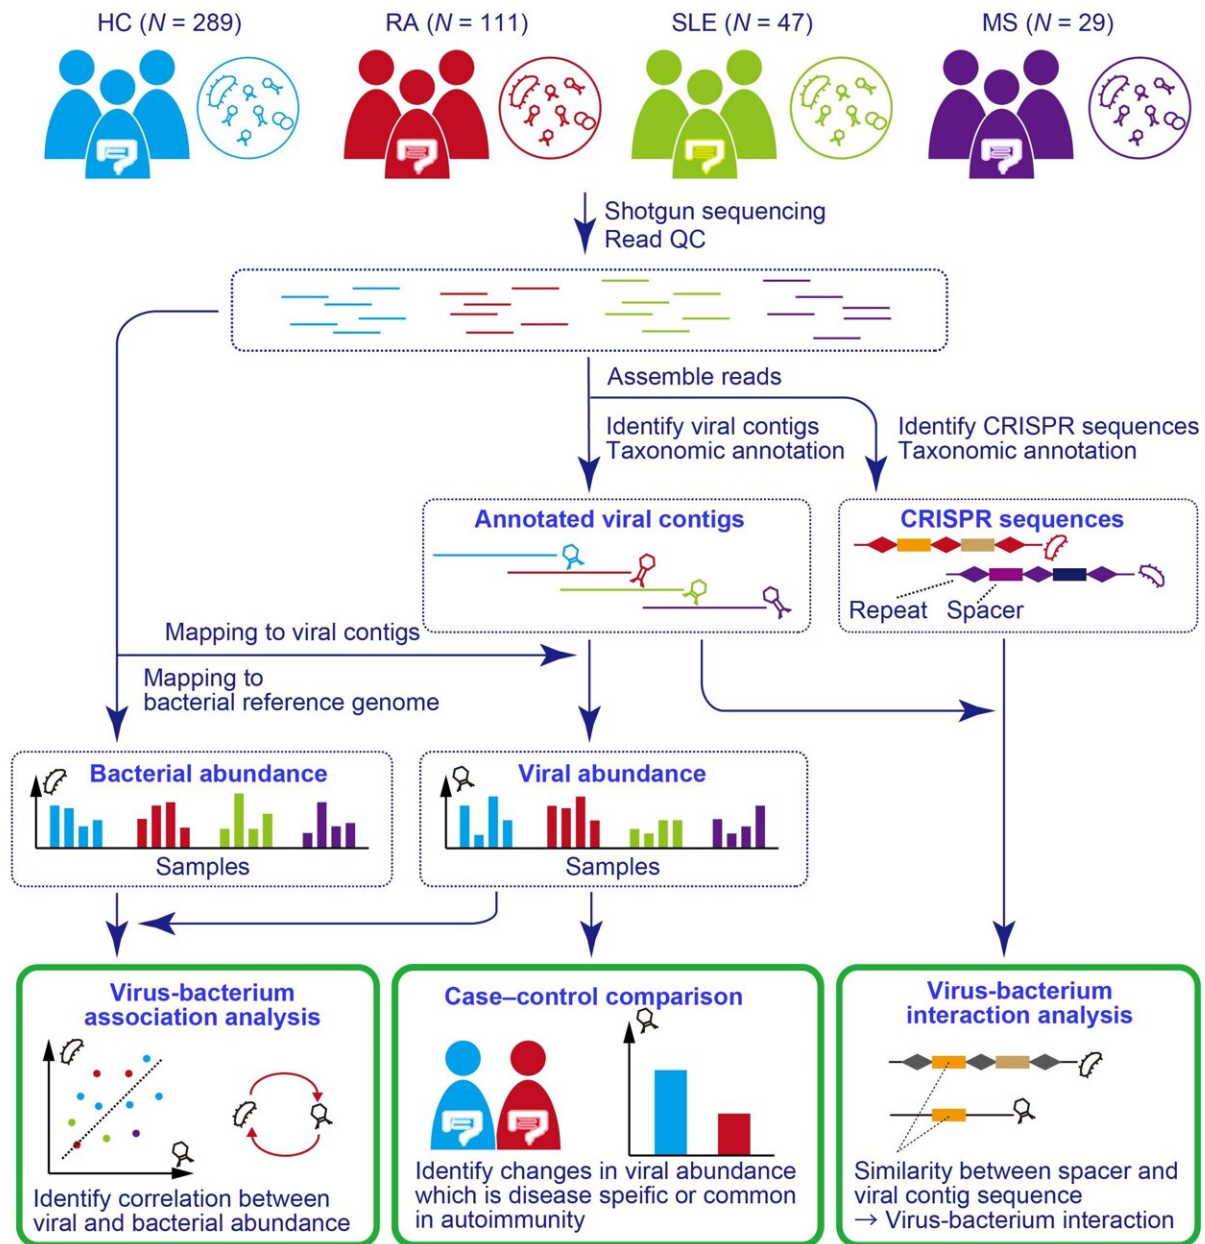 HC (N = 289)
RA (N = 111)
SLE (N = 47)
MS (N = 29)
Shotgun sequencing
Read QC
Assemble reads
Identify viral contigs
Taxonomic annotation
Identify CRISPR sequences
Taxonomic annotation
Annotated viral contigs
CRISPR sequences
Repeat
Spacer
Mapping to viral contigs
Mapping to
bacterial reference genome
Bacterial abundance
Samples
Viral abundance
Samples
Virus-bacterium
association analysis
Identify correlation between
viral and bacterial abundance
Case–control comparison
Identify changes in viral abundance
which is disease speific or common
in autoimmunity
Virus-bacterium
interaction analysis
Similarity between spacer and
viral contig sequence
→ Virus-bacterium interaction